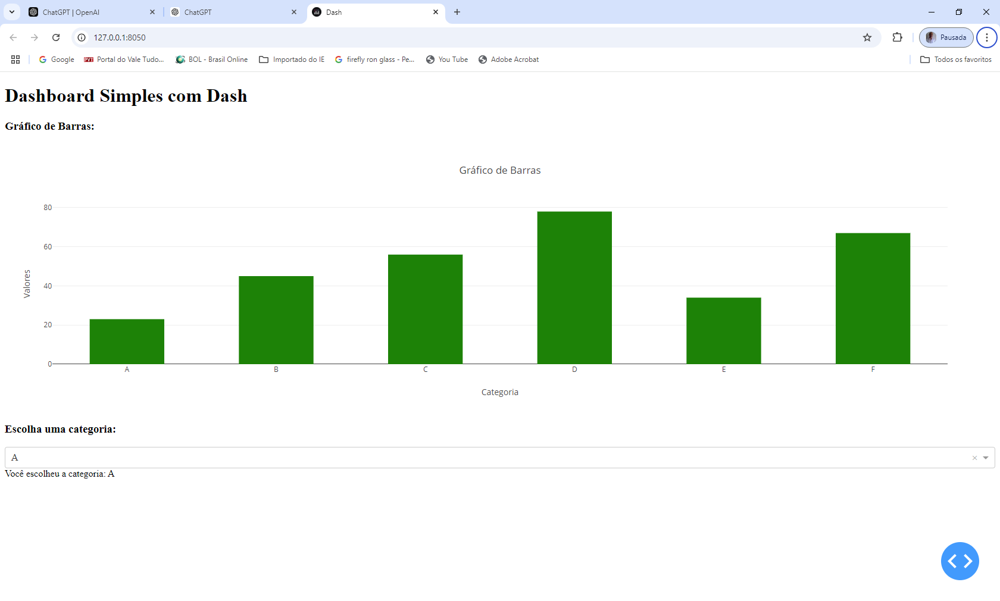 ChatGPT | OpenAI
ChatGPT
Dash
127.0.0.1:8050
Pausada
Google
PVT Portal do Vale Tudo...
BOL - Brasil Online
Importado do IE
firefly ron glass - Pe...
You Tube
Adobe Acrobat
Todos os favoritos
Dashboard Simples com Dash
Gráfico de Barras:
Gráfico de Barras
80
60
40
20
0
Valores
A B C D E F
Categoria
Escolha uma categoria:
A
Você escolheu a categoria: A